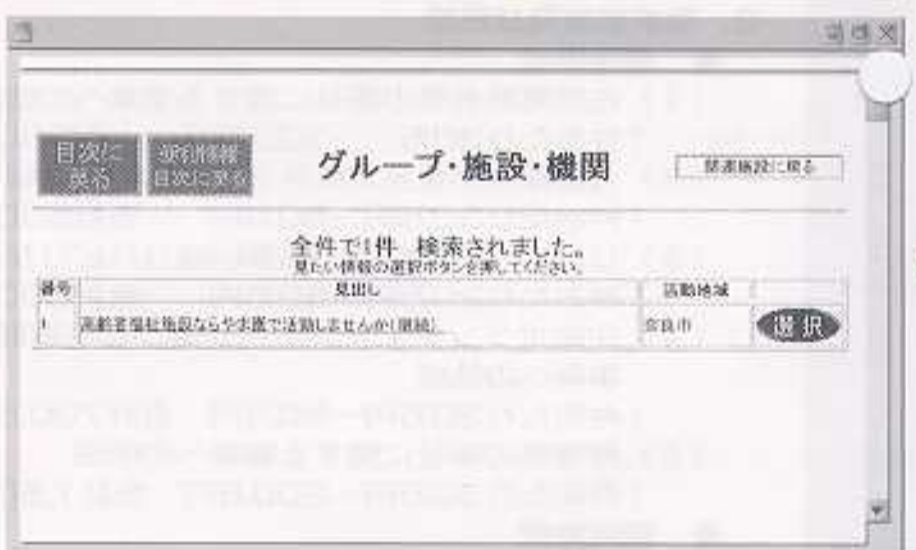 目次に
戻る
便利情報
目次に戻る
グループ・施設・機関
関連施設に戻る
全件で1件 検索されました。
見たい情報の選択ボタンを押してください。
番号 見出し 活動地域
1 高齢者福祉施設ならやま園で活動しませんか(継続) 奈良市 選択